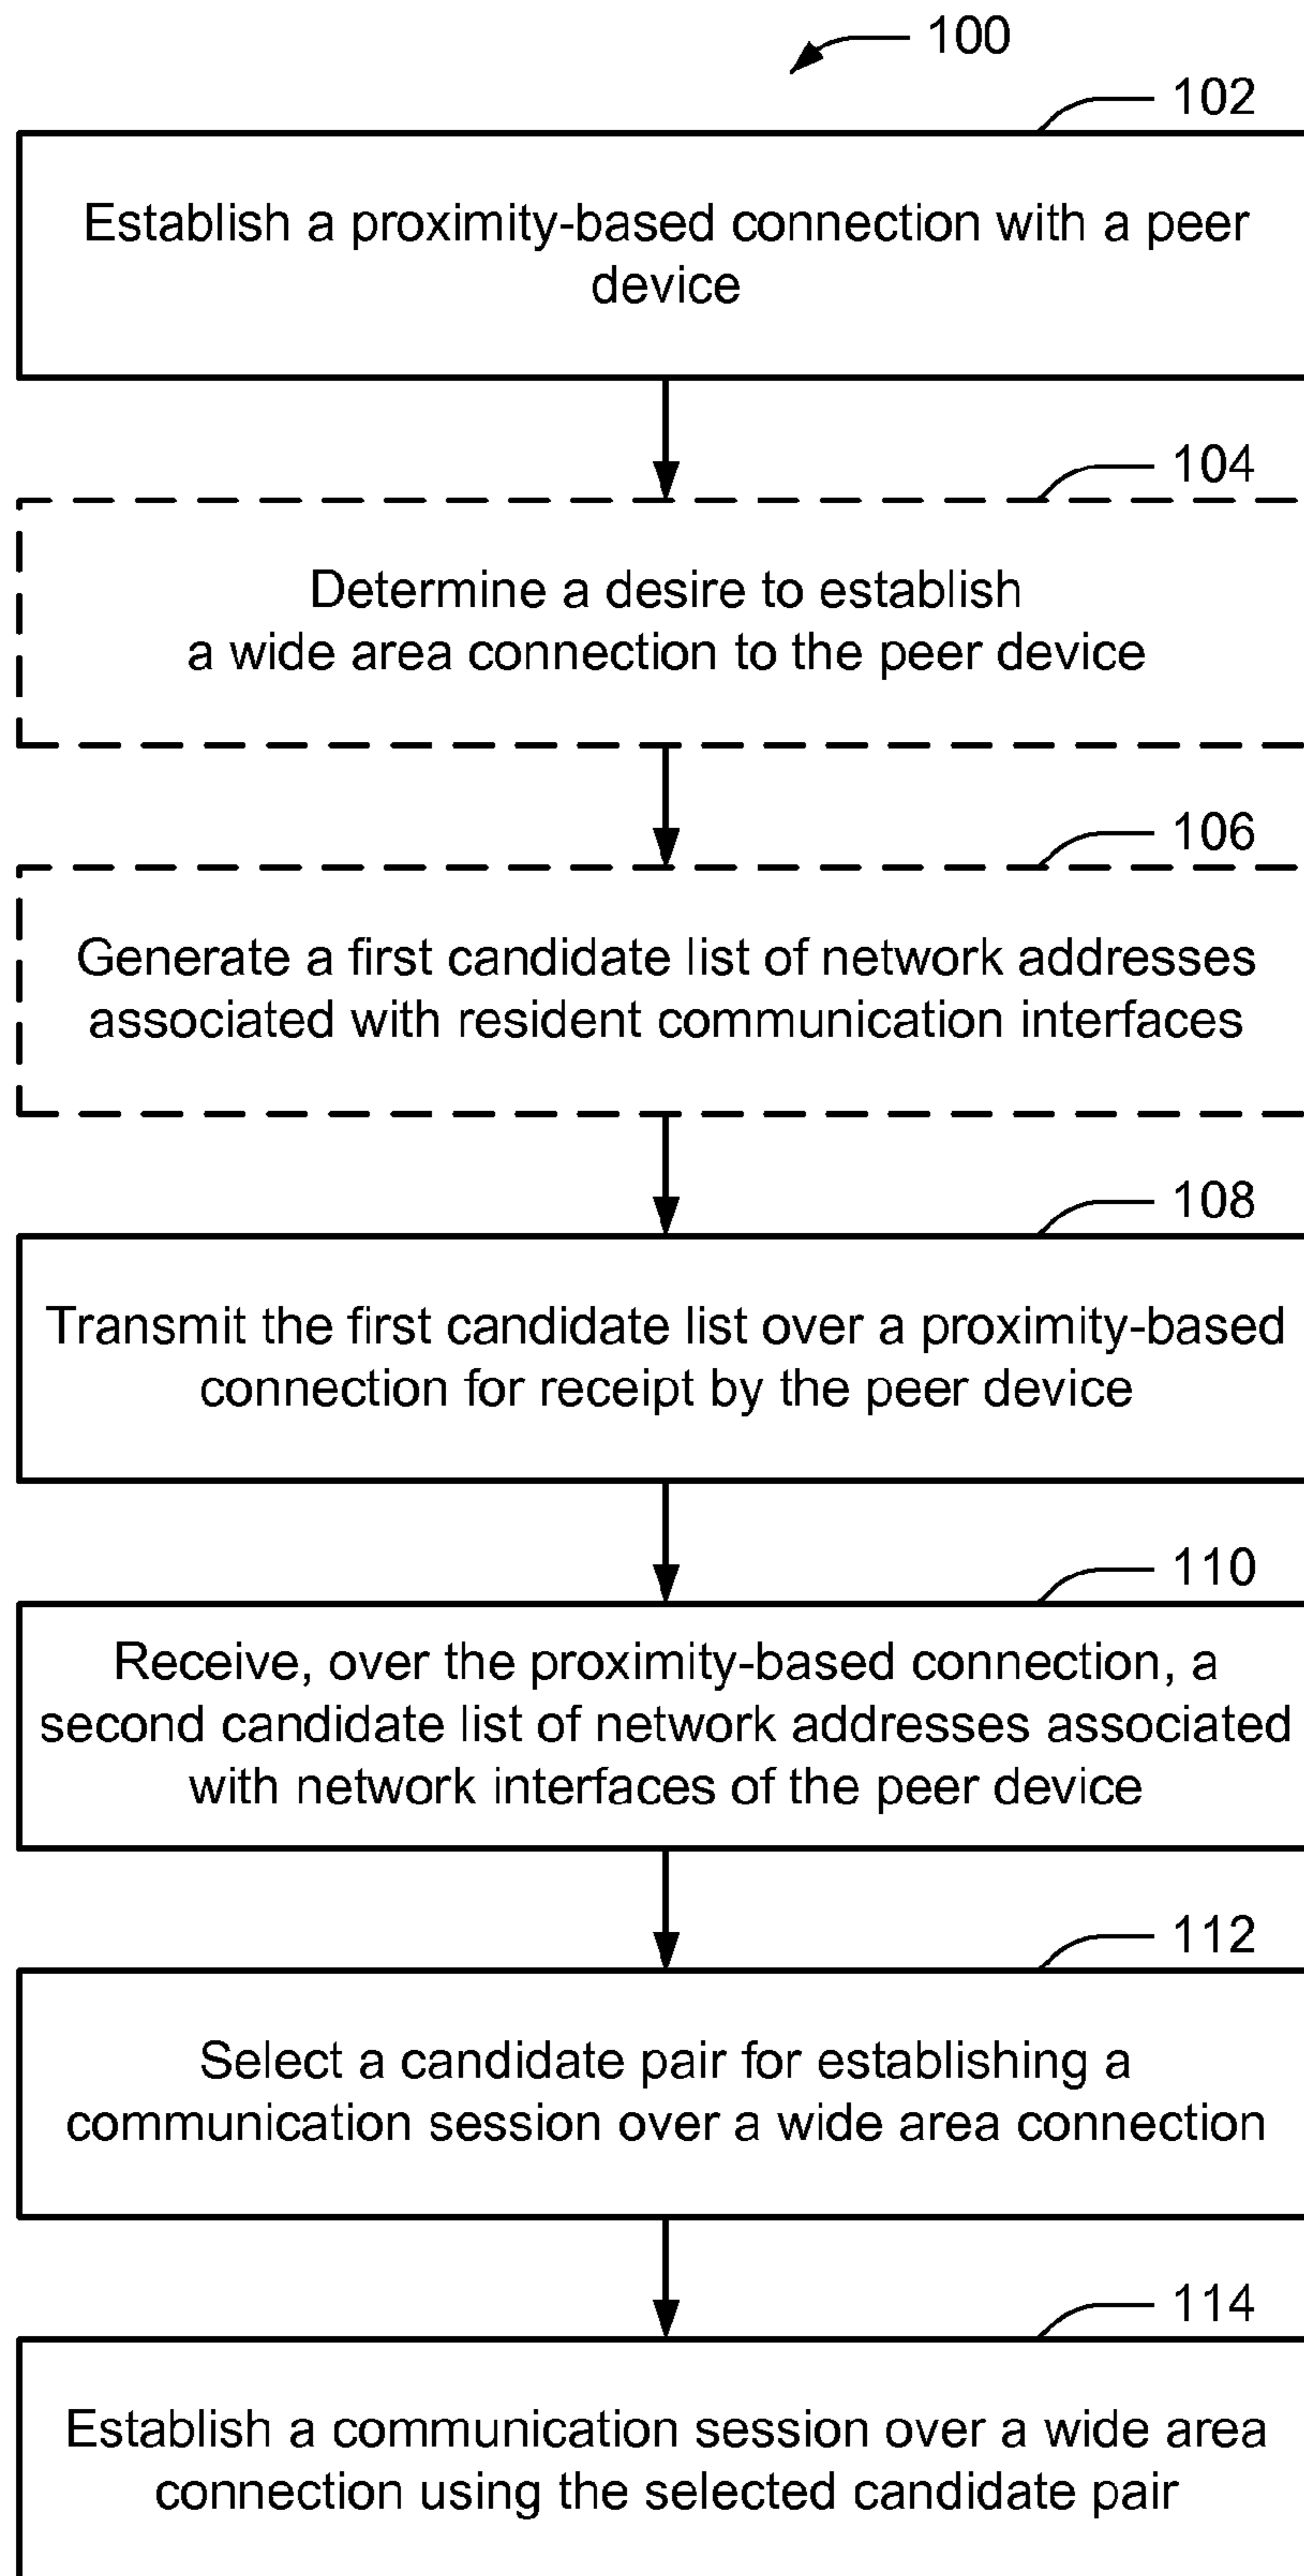 100
102
Establish a proximity-based connection with a peer
device
104
Determine a desire to establish
a wide area connection to the peer device
106
Generate a first candidate list of network addresses
associated with resident communication interfaces
108
Transmit the first candidate list over a proximity-based
connection for receipt by the peer device
110
Receive, over the proximity-based connection, a
second candidate list of network addresses associated
with network interfaces of the peer device
112
Select a candidate pair for establishing a
communication session over a wide area connection
114
Establish a communication session over a wide area
connection using the selected candidate pair